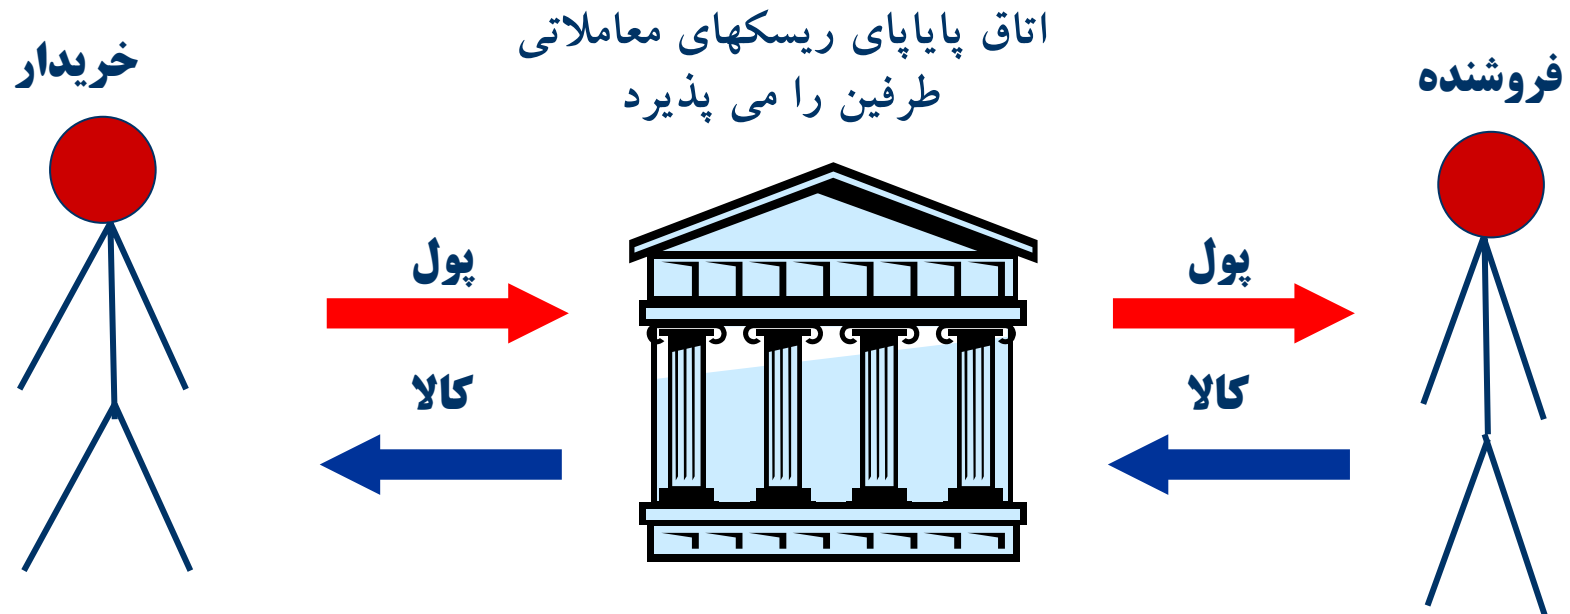 اتاق پایاپای ریسکهای معاملاتی
طرفین را می پذیرد
فروشنده
خریدار
پول
پول
کالا
کالا